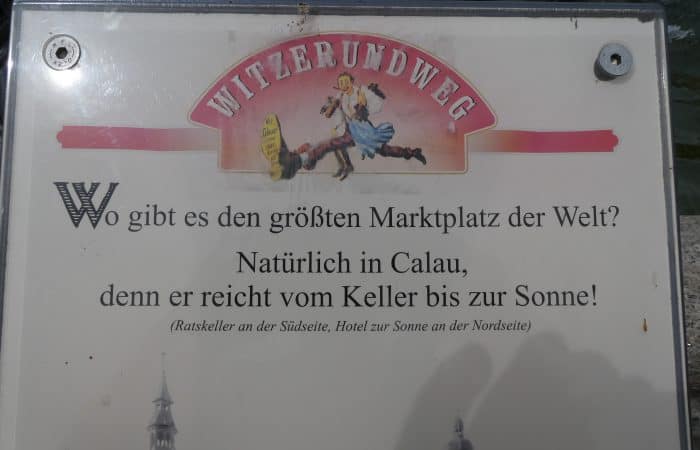 WITZERUNDWEG
Wo gibt es den größten Marktplatz der Welt?
Natürlich in Calau,
denn er reicht vom Keller bis zur Sonne!
(Ratskeller an der Südseite, Hotel zur Sonne an der Nordseite)